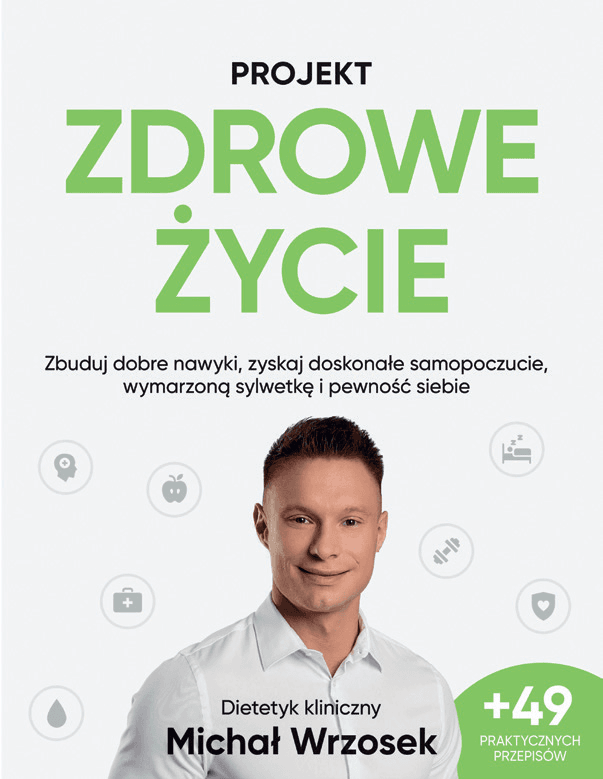 PROJEKT
ZDROWE
ŻYCIE
Zbuduj dobre nawyki, zyskaj doskonałe samopoczucie,
wymarzoną sylwetkę i pewność siebie
Dietetyk kliniczny
Michał Wrzosek
+49
PRAKTYCZNYCH
PRZEPISÓW